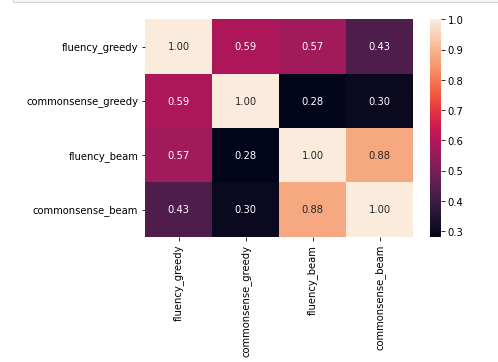 fluency_greedy 1.00 0.59 0.57 0.43
commonsense_greedy 0.59 1.00 0.28 0.30
fluency_beam 0.57 0.28 1.00 0.88
commonsense_beam 0.43 0.30 0.88 1.00
fluency_greedy
commonsense_greedy
fluency_beam
commonsense_beam
1.0
0.9
0.8
0.7
0.6
0.5
0.4
0.3